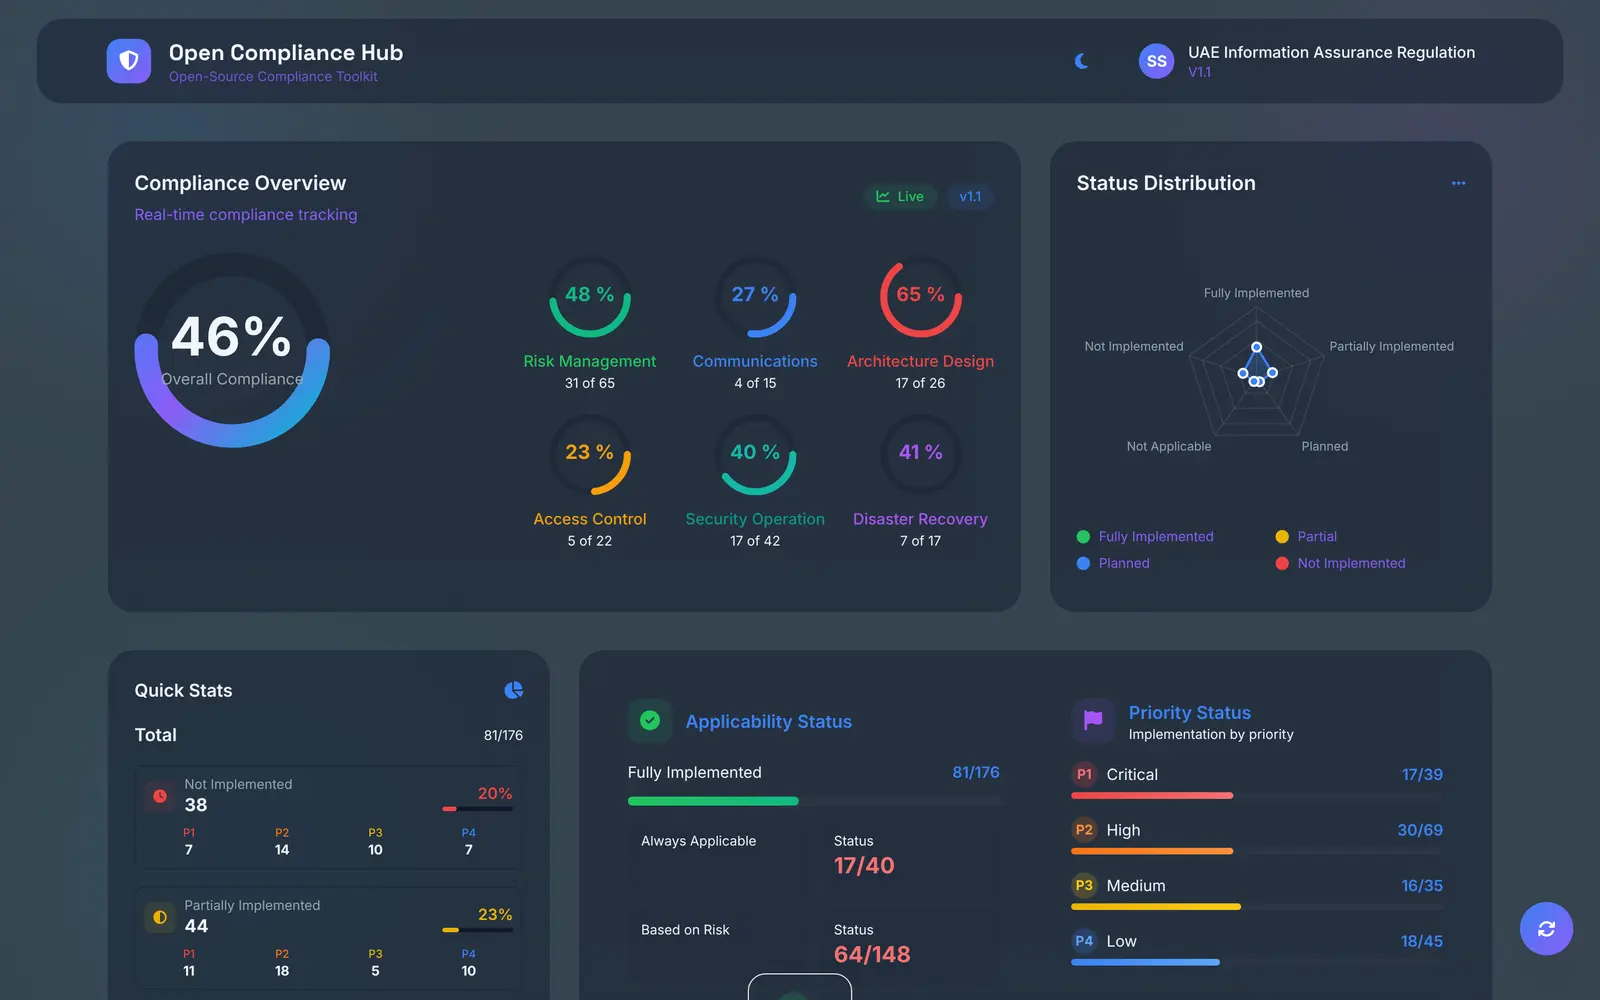 Open Compliance Hub
Open-Source Compliance Toolkit
SS
UAE Information Assurance Regulation
V1.1
Compliance Overview
Real-time compliance tracking
Live
v1.1
46%
Overall Compliance
48 %
Risk Management
31 of 65
27 %
Communications
4 of 15
65 %
Architecture Design
17 of 26
23 %
Access Control
5 of 22
40 %
Security Operation
17 of 42
41 %
Disaster Recovery
7 of 17
Status Distribution
Fully Implemented
Not Implemented
Partially Implemented
Not Applicable
Planned
Fully Implemented
Partial
Planned
Not Implemented
Quick Stats
Total
81/176
Not Implemented
38
20%
P1
P2
P3
P4
7
14
10
7
Partially Implemented
44
23%
P1
P2
P3
P4
11
18
5
10
Applicability Status
Fully Implemented
81/176
Always Applicable
Status
17/40
Based on Risk
Status
64/148
Priority Status
Implementation by priority
P1 Critical
17/39
P2 High
30/69
P3 Medium
16/35
P4 Low
18/45